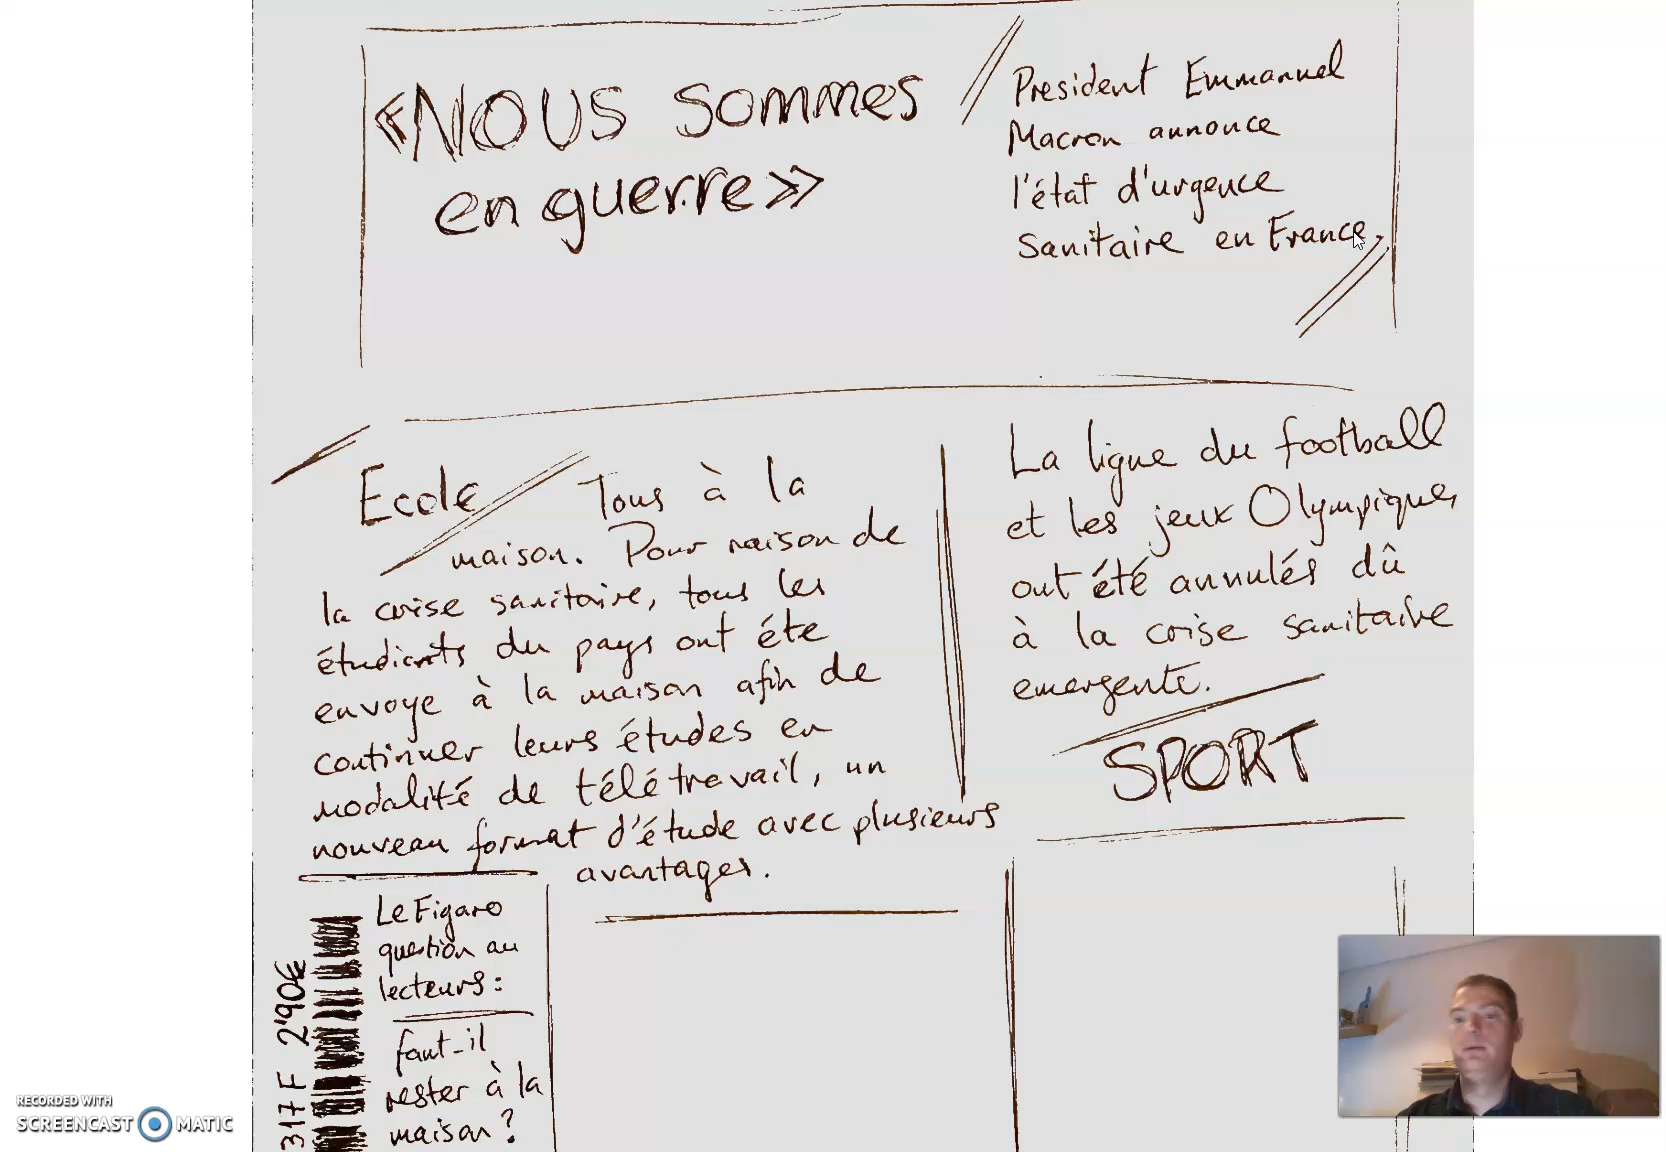 «NOUS sommes
en guerre»
President Emmanuel
Macron annonce
l'état d'urgence
Sanitaire en France.
Ecole
Tous à la
maison. Pour raison de
la crise sanitaire, tous les
étudiants du pays ont éte
envoye à la maison afin de
continuer leurs études en
modalité de télétravail, un
nouveau format d'étude avec plusieurs
avantages.
La ligue du football
et les jeux Olympiques
ont été annulés dû
à la crise sanitaire
emergente.
SPORT
Le Figaro
question au
lecteurs:
faut-il
rester à la
maison?
317F 2'90€
RECORDED WITH
SCREENCAST MATIC